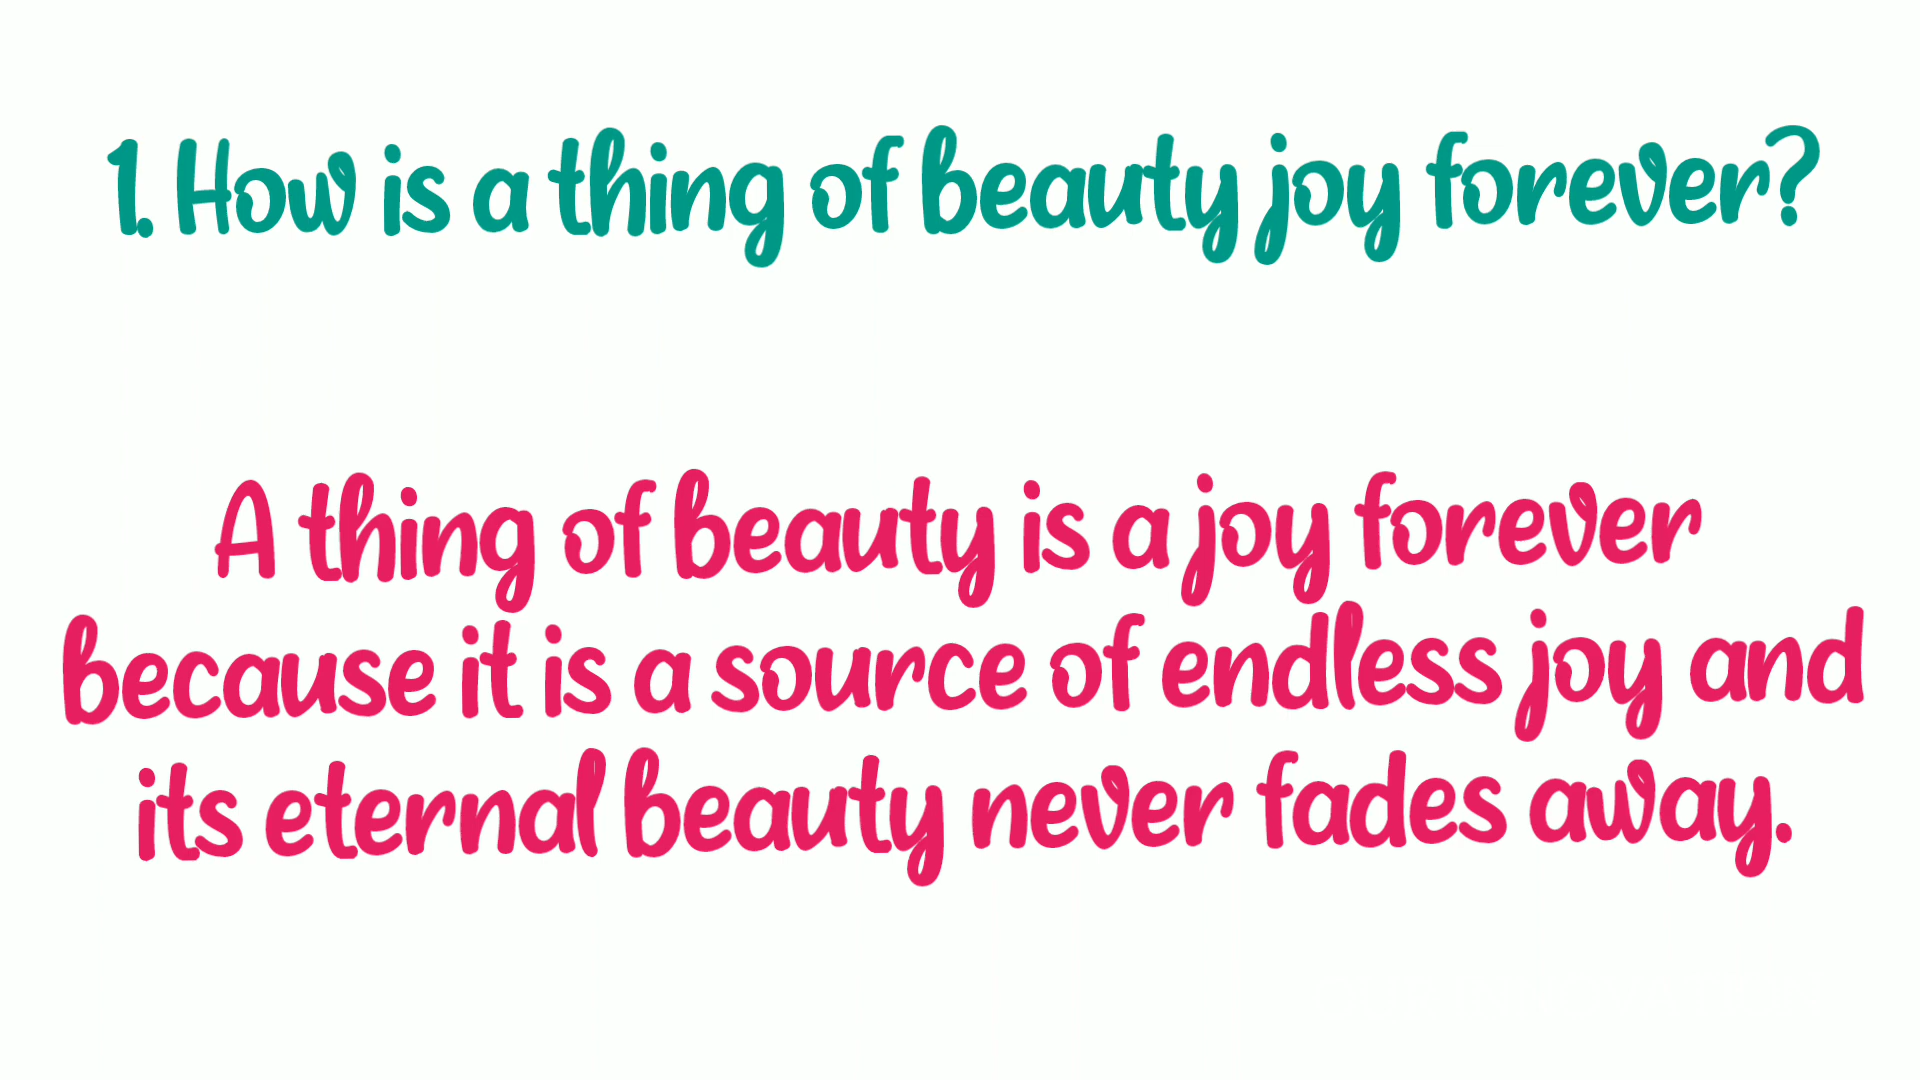 1. How is a thing of beauty joy forever?
A thing of beauty is a joy forever
because it is a source of endless joy and
its eternal beauty never fades away.